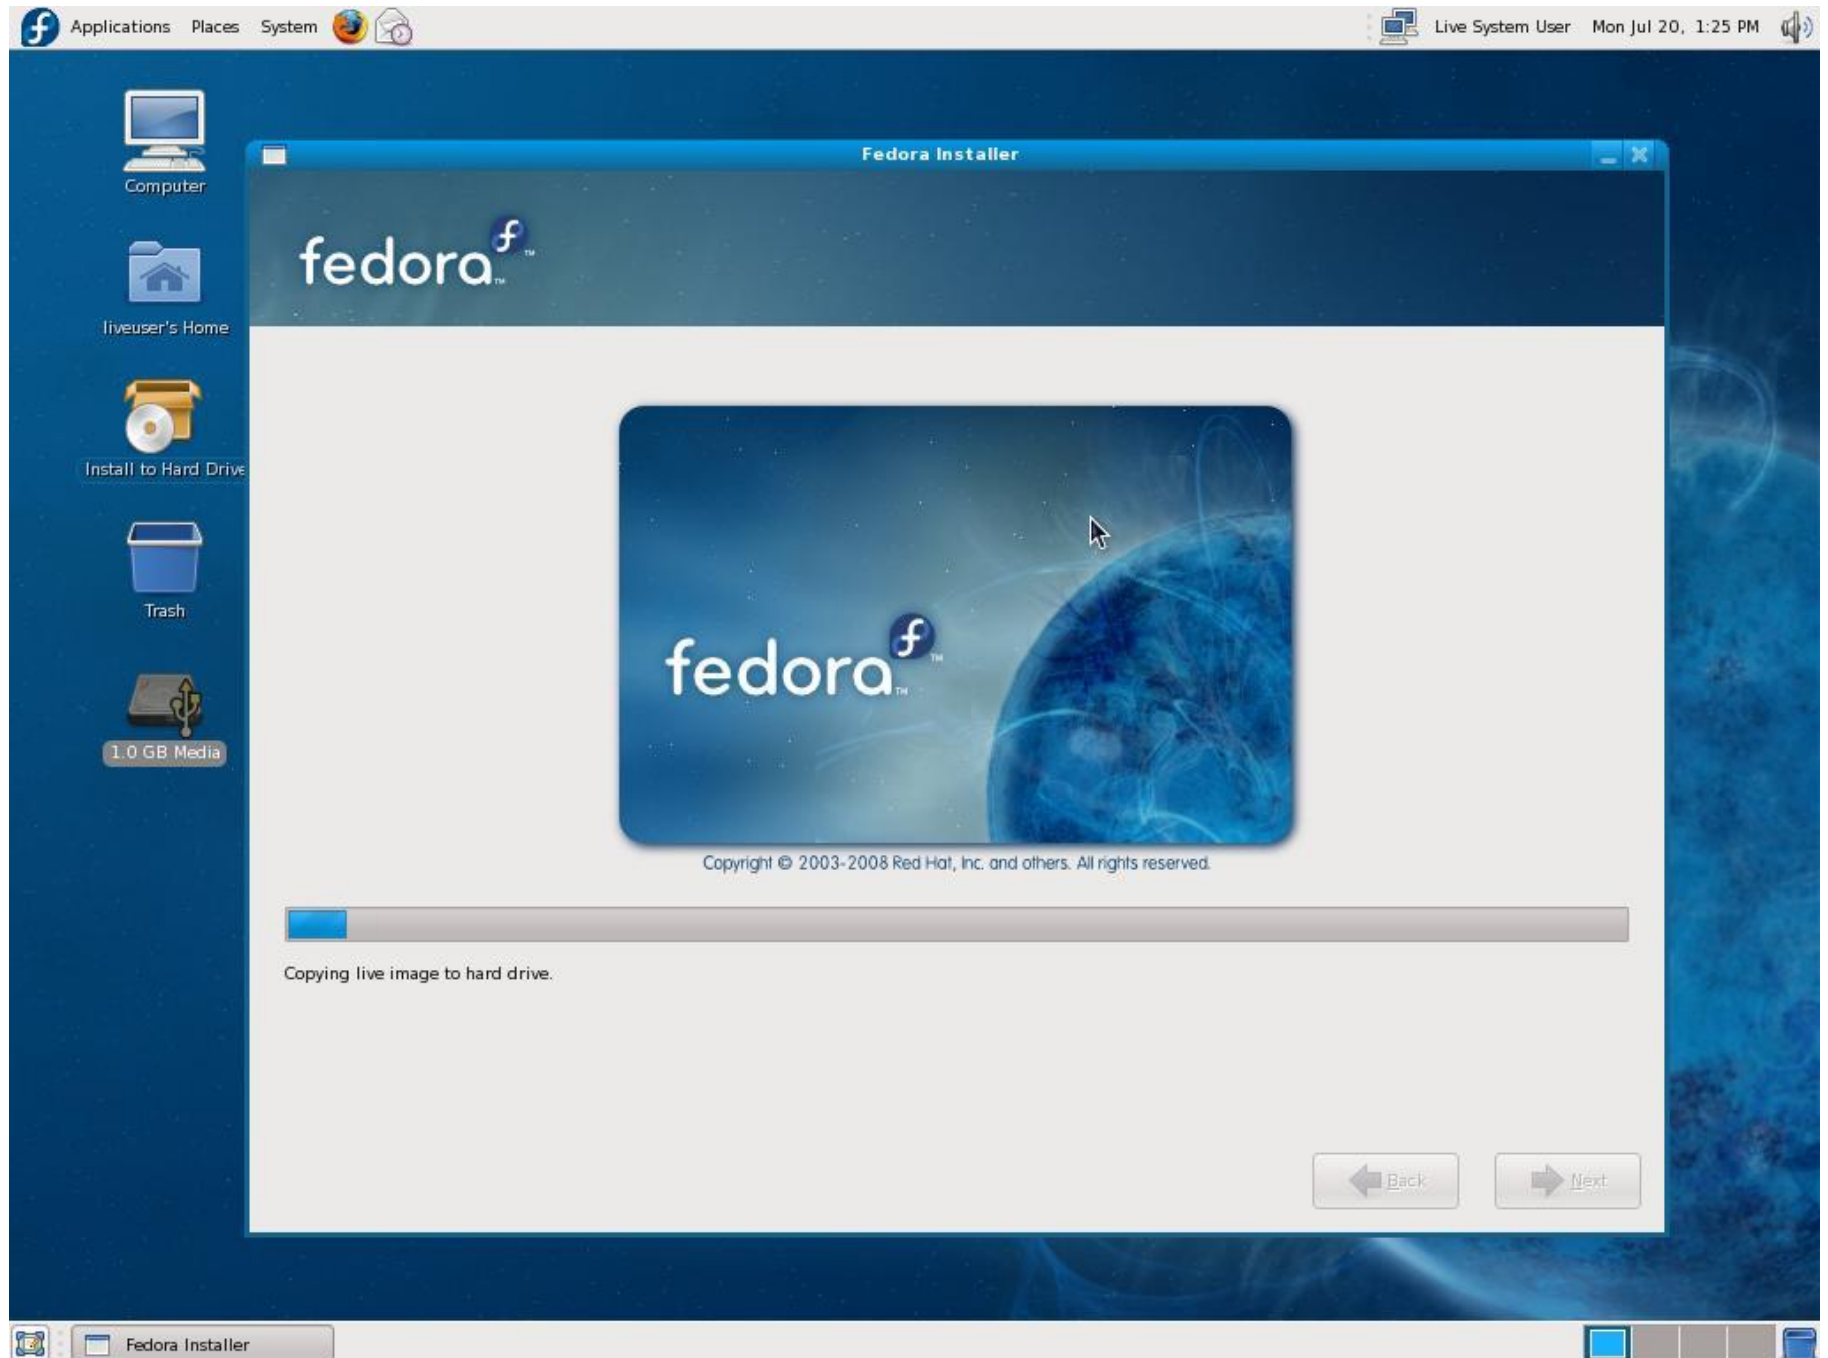 Applications Places System Live System User Mon Jul 20, 1:25 PM
Computer
liveuser's Home
Install to Hard Drive
Trash
1.0 GB Media
Fedora Installer
fedora™
fedora™
Copyright © 2003-2008 Red Hat, Inc. and others. All rights reserved.
Copying live image to hard drive.
Back Next
Fedora Installer